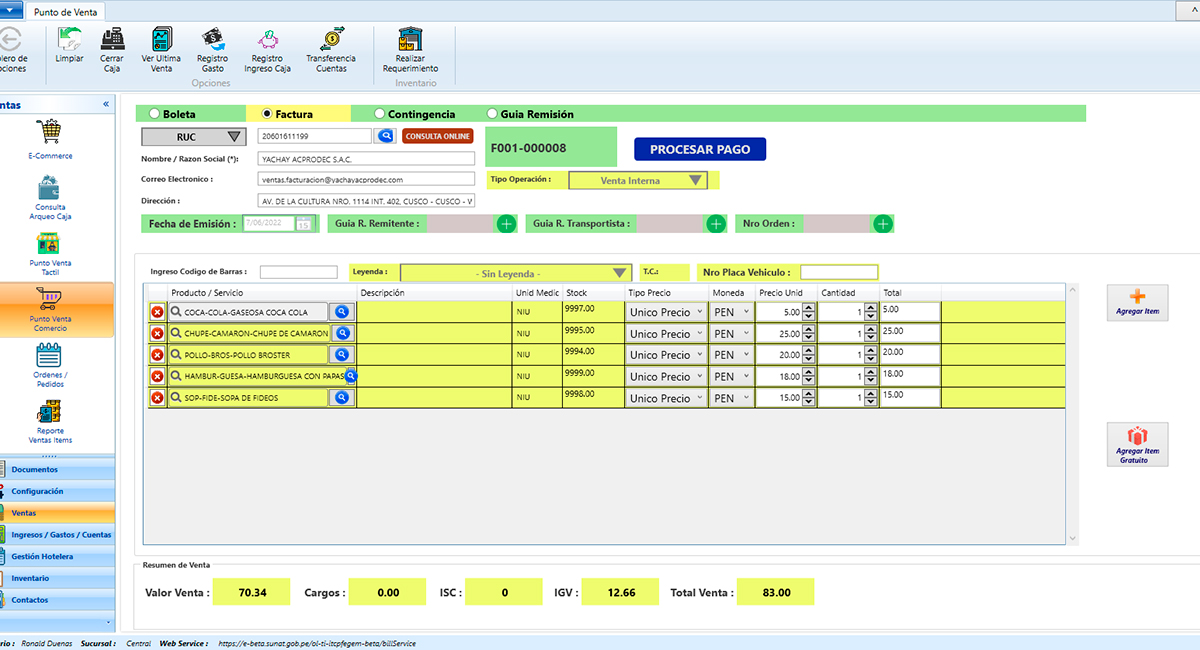 Punto de Venta
Limpiar
Cerrar Caja
Ver Ultima Venta
Registro Gasto
Registro Ingreso Caja
Transferencia Cuentas
Realizar Requerimiento
Opciones
Inventario
«
E-Commerce
Consulta Arqueo Caja
Punto Venta Tactil
Punto Venta Comercio
Ordenes / Pedidos
Reporte Ventas Items
Documentos
Configuración
Ventas
Ingresos / Gastos / Cuentas
Gestión Hotelera
Inventario
Contactos
Boleta Factura Contingencia Guia Remisión
RUC 20601611199 CONSULTA ONLINE F001-000008 PROCESAR PAGO
Nombre / Razon Social (*): YACHAY ACPRODEC S.A.C.
Correo Electronico : ventas.facturacion@yachayacprodec.com Tipo Operación : Venta Interna
Dirección : AV. DE LA CULTURA NRO. 1114 INT. 402, CUSCO - CUSCO -
Fecha de Emisión : 7/06/2022 15 Guia R. Remitente : + Guia R. Transportista : + Nro Orden : +
Ingreso Codigo de Barras : Leyenda : - Sin Leyenda - T.C.: Nro Placa Vehiculo :
Producto / Servicio Descripción Unid Medic Stock Tipo Precio Moneda Precio Unid Cantidad Total
COCA-COLA-GASEOSA COCA COLA NIU 9997.00 Unico Precio PEN 5.00 1 5.00
CHUPE-CAMARON-CHUPE DE CAMARON NIU 9995.00 Unico Precio PEN 25.00 1 25.00
POLLO-BROS-POLLO BROSTER NIU 9994.00 Unico Precio PEN 20.00 1 20.00
HAMBUR-GUESA-HAMBURGUESA CON PAPAS NIU 9999.00 Unico Precio PEN 18.00 1 18.00
SOP-FIDE-SOPA DE FIDEOS NIU 9998.00 Unico Precio PEN 15.00 1 15.00
Agregar Item
Agregar Item Gratuito
Resumen de Venta
Valor Venta : 70.34 Cargos : 0.00 ISC : 0 IGV : 12.66 Total Venta : 83.00
Ronald Duenas Sucursal : Central Web Service : https://e-beta.sunat.gob.pe/ol-ti-itcpfegem-beta/billService